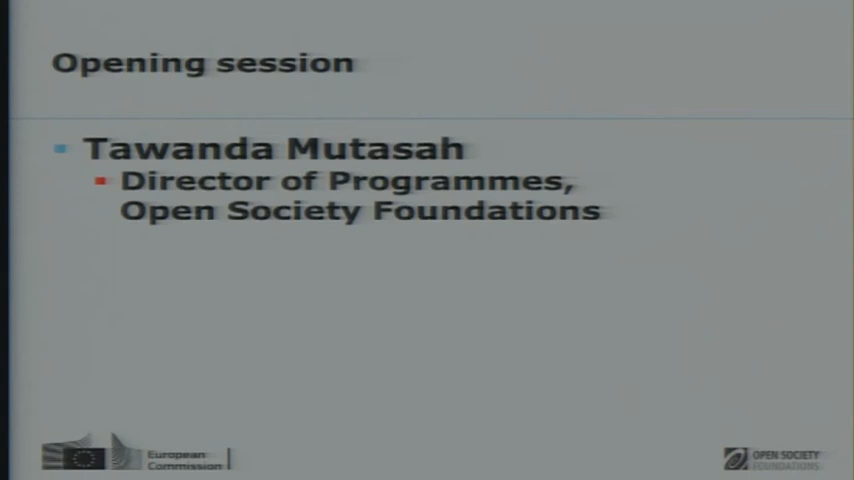 Opening session
Tawanda Mutasah
Director of Programmes,
Open Society Foundations
European
Commission
OPEN SOCIETY
FOUNDATIONS